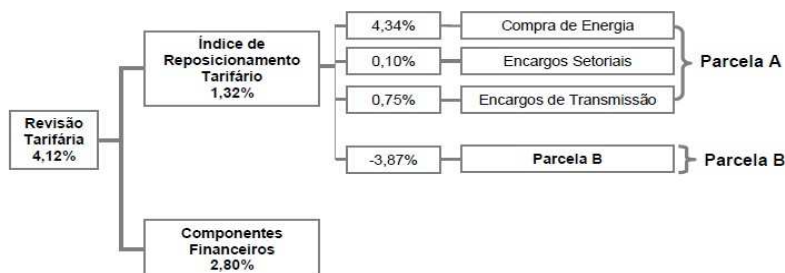 Revisão
Tarifária
4,12%
Índice de
Reposicionamento
Tarifário
1,32%
4,34%
Compra de Energia
0,10%
Encargos Setoriais
0,75%
Encargos de Transmissão
Parcela A
-3,87%
Parcela B
Parcela B
Componentes
Financeiros
2,80%